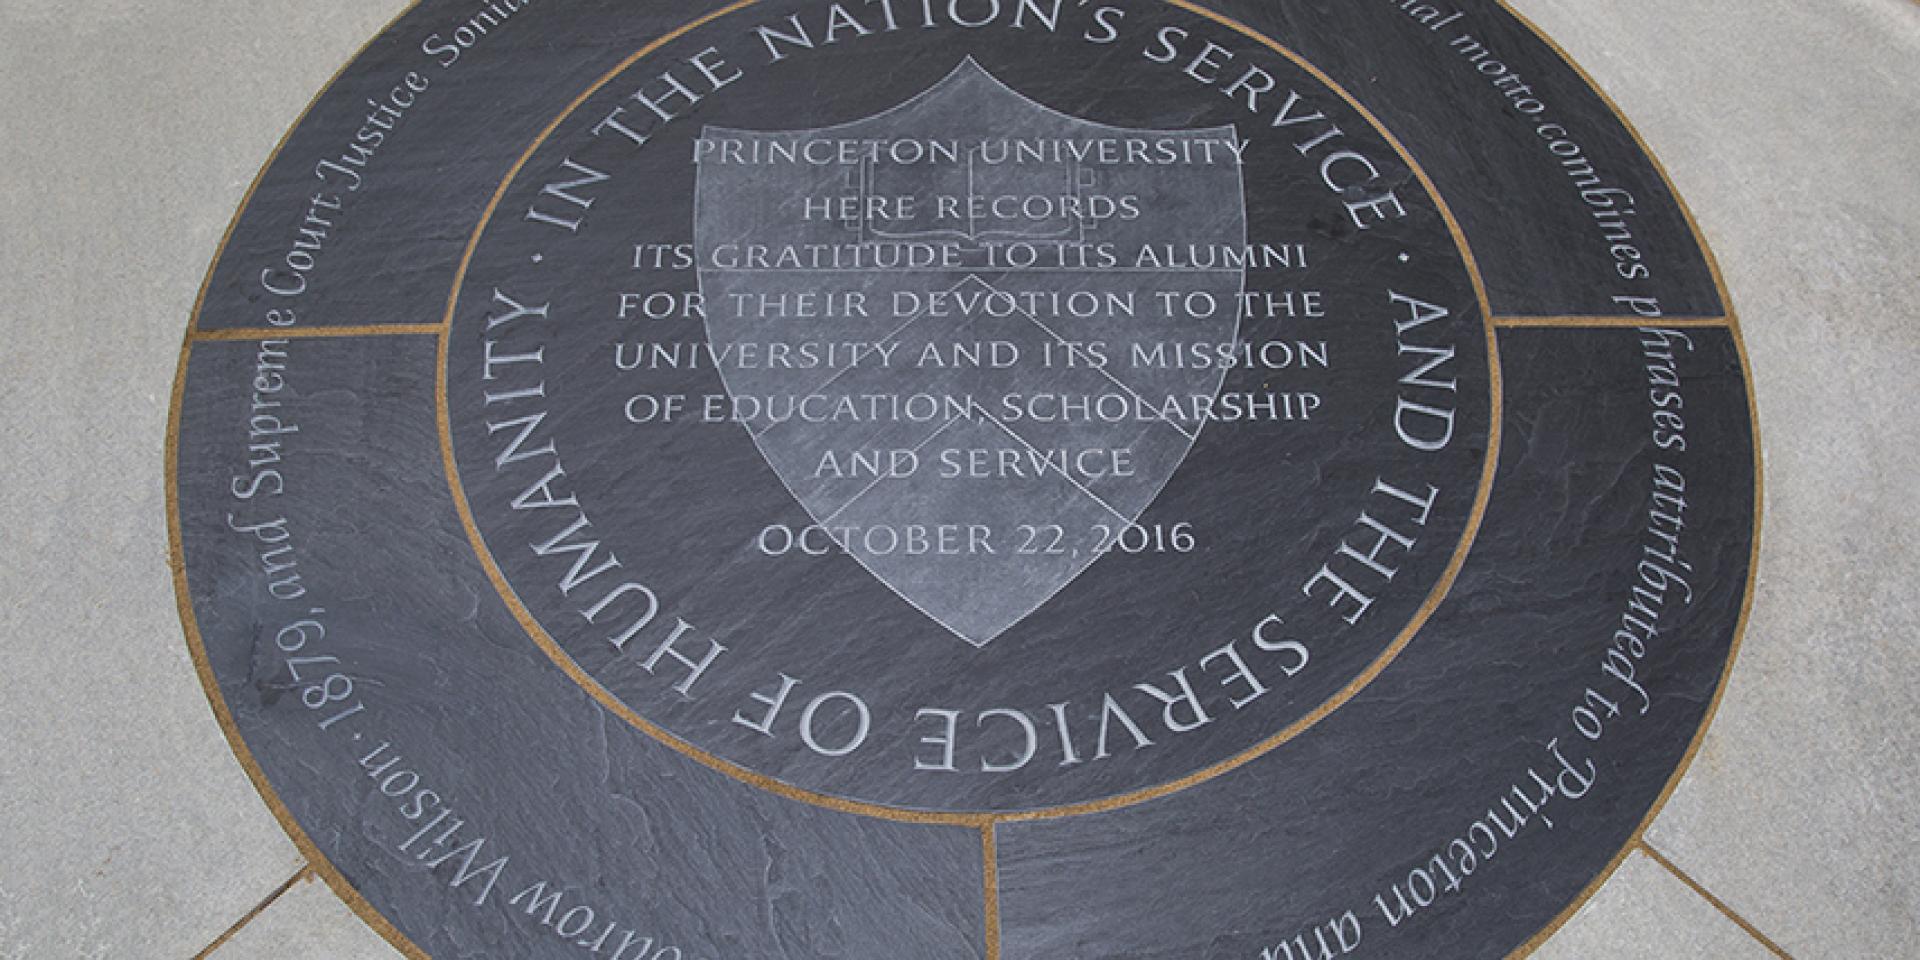 IN THE NATION'S SERVICE · AND THE SERVICE OF HUMANITY ·
PRINCETON UNIVERSITY
HERE RECORDS
ITS GRATITUDE TO ITS ALUMNI
FOR THEIR DEVOTION TO THE
UNIVERSITY AND ITS MISSION
OF EDUCATION, SCHOLARSHIP
AND SERVICE
OCTOBER 22, 2016
motto combines phrases attributed to Princeton and
Wilson · 1879, and Supreme Court Justice